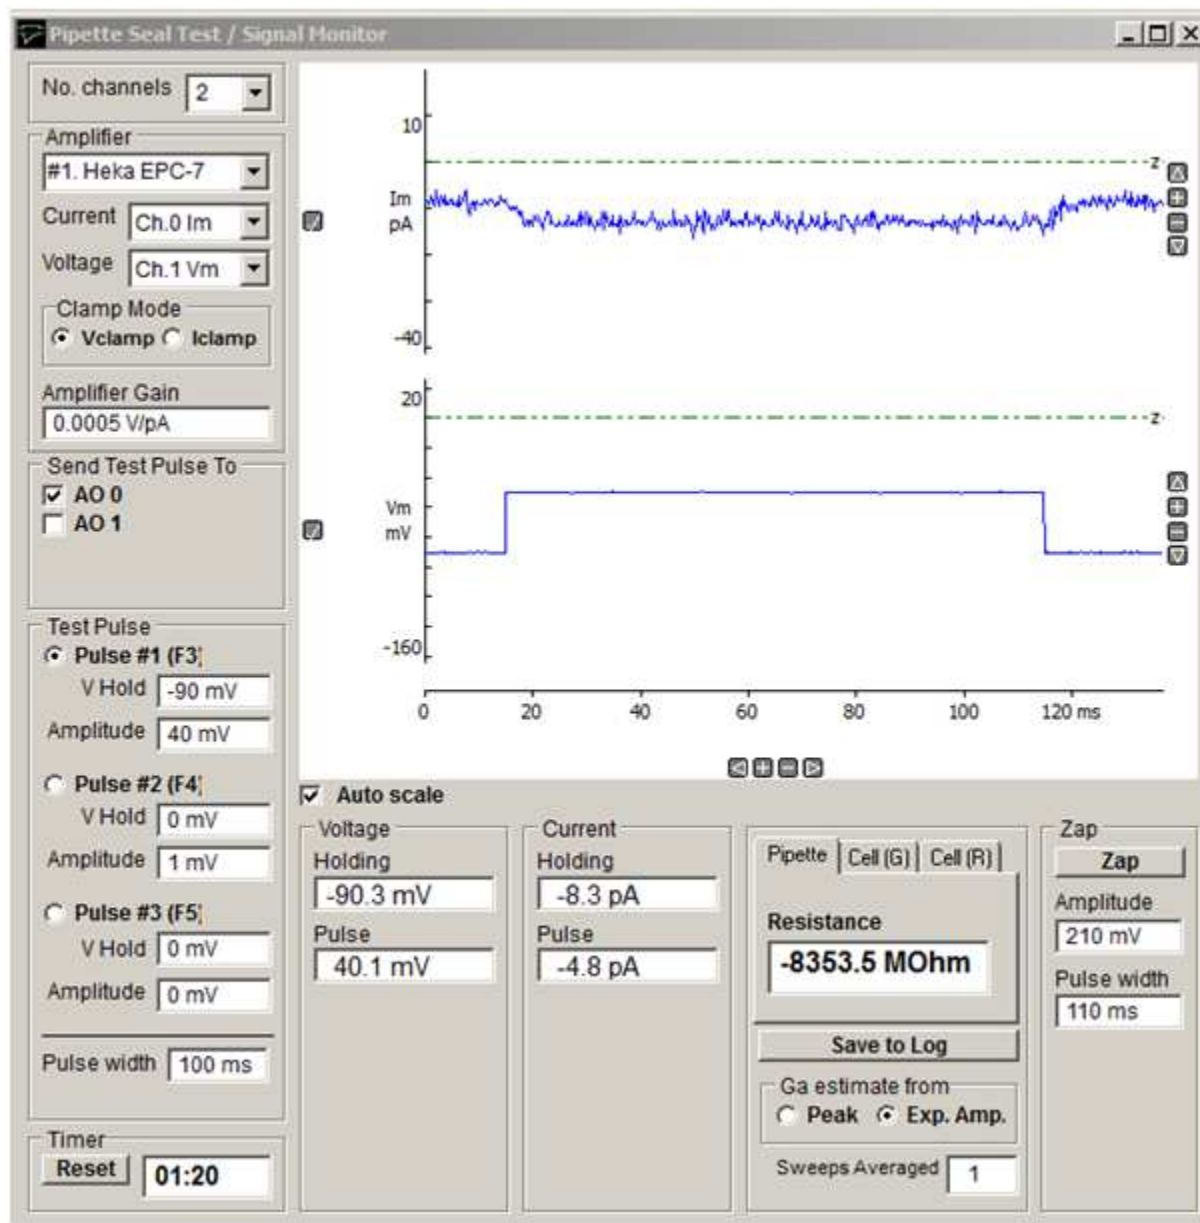 Pipette Seal Test / Signal Monitor
No. channels 2
Amplifier
#1. Heka EPC-7
Current Ch.0 Im
Voltage Ch.1 Vm
Clamp Mode
Vclamp Iclamp
Amplifier Gain
0.0005 V/pA
Send Test Pulse To
AO 0
AO 1
Test Pulse
Pulse #1 (F3)
V Hold -90 mV
Amplitude 40 mV
Pulse #2 (F4)
V Hold 0 mV
Amplitude 1 mV
Pulse #3 (F5)
V Hold 0 mV
Amplitude 0 mV
Pulse width 100 ms
Timer
Reset 01:20
10
z
Im
pA
-40
20
z
Vm
mV
-160
0 20 40 60 80 100 120 ms
Auto scale
Voltage
Holding
-90.3 mV
Pulse
40.1 mV
Current
Holding
-8.3 pA
Pulse
-4.8 pA
Pipette Cell (G) Cell (R)
Resistance
-8353.5 MOhm
Save to Log
Ga estimate from
Peak Exp. Amp.
Sweeps Averaged 1
Zap
Zap
Amplitude
210 mV
Pulse width
110 ms